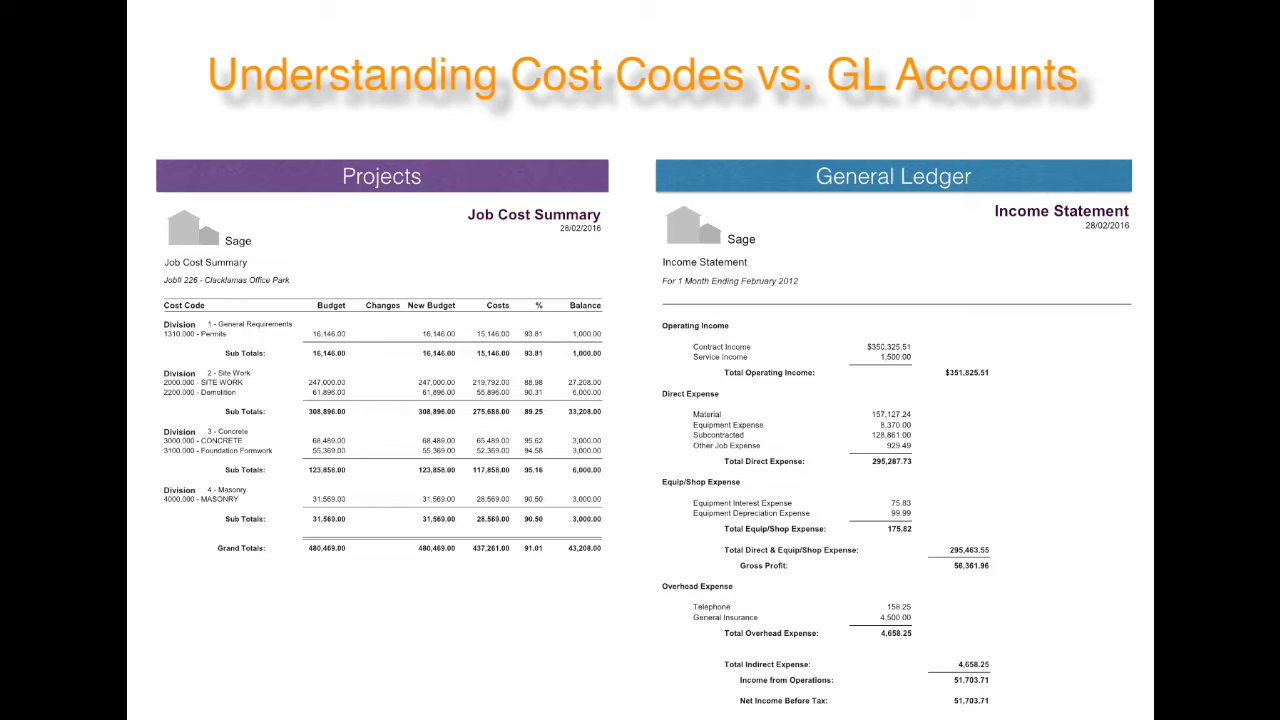 Understanding Cost Codes vs. GL Accounts
Projects
Job Cost Summary
28/02/2016
Sage
Job Cost Summary
Job# 226 - Clacklamas Office Park
Cost Code Budget Changes New Budget Costs % Balance
Division 1 - General Requirements
1310.000 - Permits 16,146.00 16,146.00 15,146.00 93.81 1,000.00
Sub Totals: 16,146.00 16,146.00 15,146.00 93.81 1,000.00
Division 2 - Site Work
2000.000 - SITE WORK 247,000.00 247,000.00 219,792.00 88.98 27,208.00
2200.000 - Demolition 61,896.00 61,896.00 55,896.00 90.31 6,000.00
Sub Totals: 308,896.00 308,896.00 275,688.00 89.25 33,208.00
Division 3 - Concrete
3000.000 - CONCRETE 68,489.00 68,489.00 65,489.00 95.62 3,000.00
3100.000 - Foundation Formwork 55,369.00 55,369.00 52,369.00 94.58 3,000.00
Sub Totals: 123,858.00 123,858.00 117,858.00 95.16 6,000.00
Division 4 - Masonry
4000.000 - MASONRY 31,569.00 31,569.00 28,569.00 90.50 3,000.00
Sub Totals: 31,569.00 31,569.00 28,569.00 90.50 3,000.00
Grand Totals: 480,469.00 480,469.00 437,261.00 91.01 43,208.00
General Ledger
Income Statement
28/02/2016
Sage
Income Statement
For 1 Month Ending February 2012
Operating Income
Contract Income $350,325.51
Service Income 1,500.00
Total Operating Income: $351,825.51
Direct Expense
Material 157,127.24
Equipment Expense 8,370.00
Subcontracted 128,861.00
Other Job Expense 929.49
Total Direct Expense: 295,287.73
Equip/Shop Expense
Equipment Interest Expense 75.83
Equipment Depreciation Expense 99.99
Total Equip/Shop Expense: 175.82
Total Direct & Equip/Shop Expense: 295,463.55
Gross Profit: 56,361.96
Overhead Expense
Telephone 158.25
General Insurance 4,500.00
Total Overhead Expense: 4,658.25
Total Indirect Expense: 4,658.25
Income from Operations: 51,703.71
Net Income Before Tax: 51,703.71